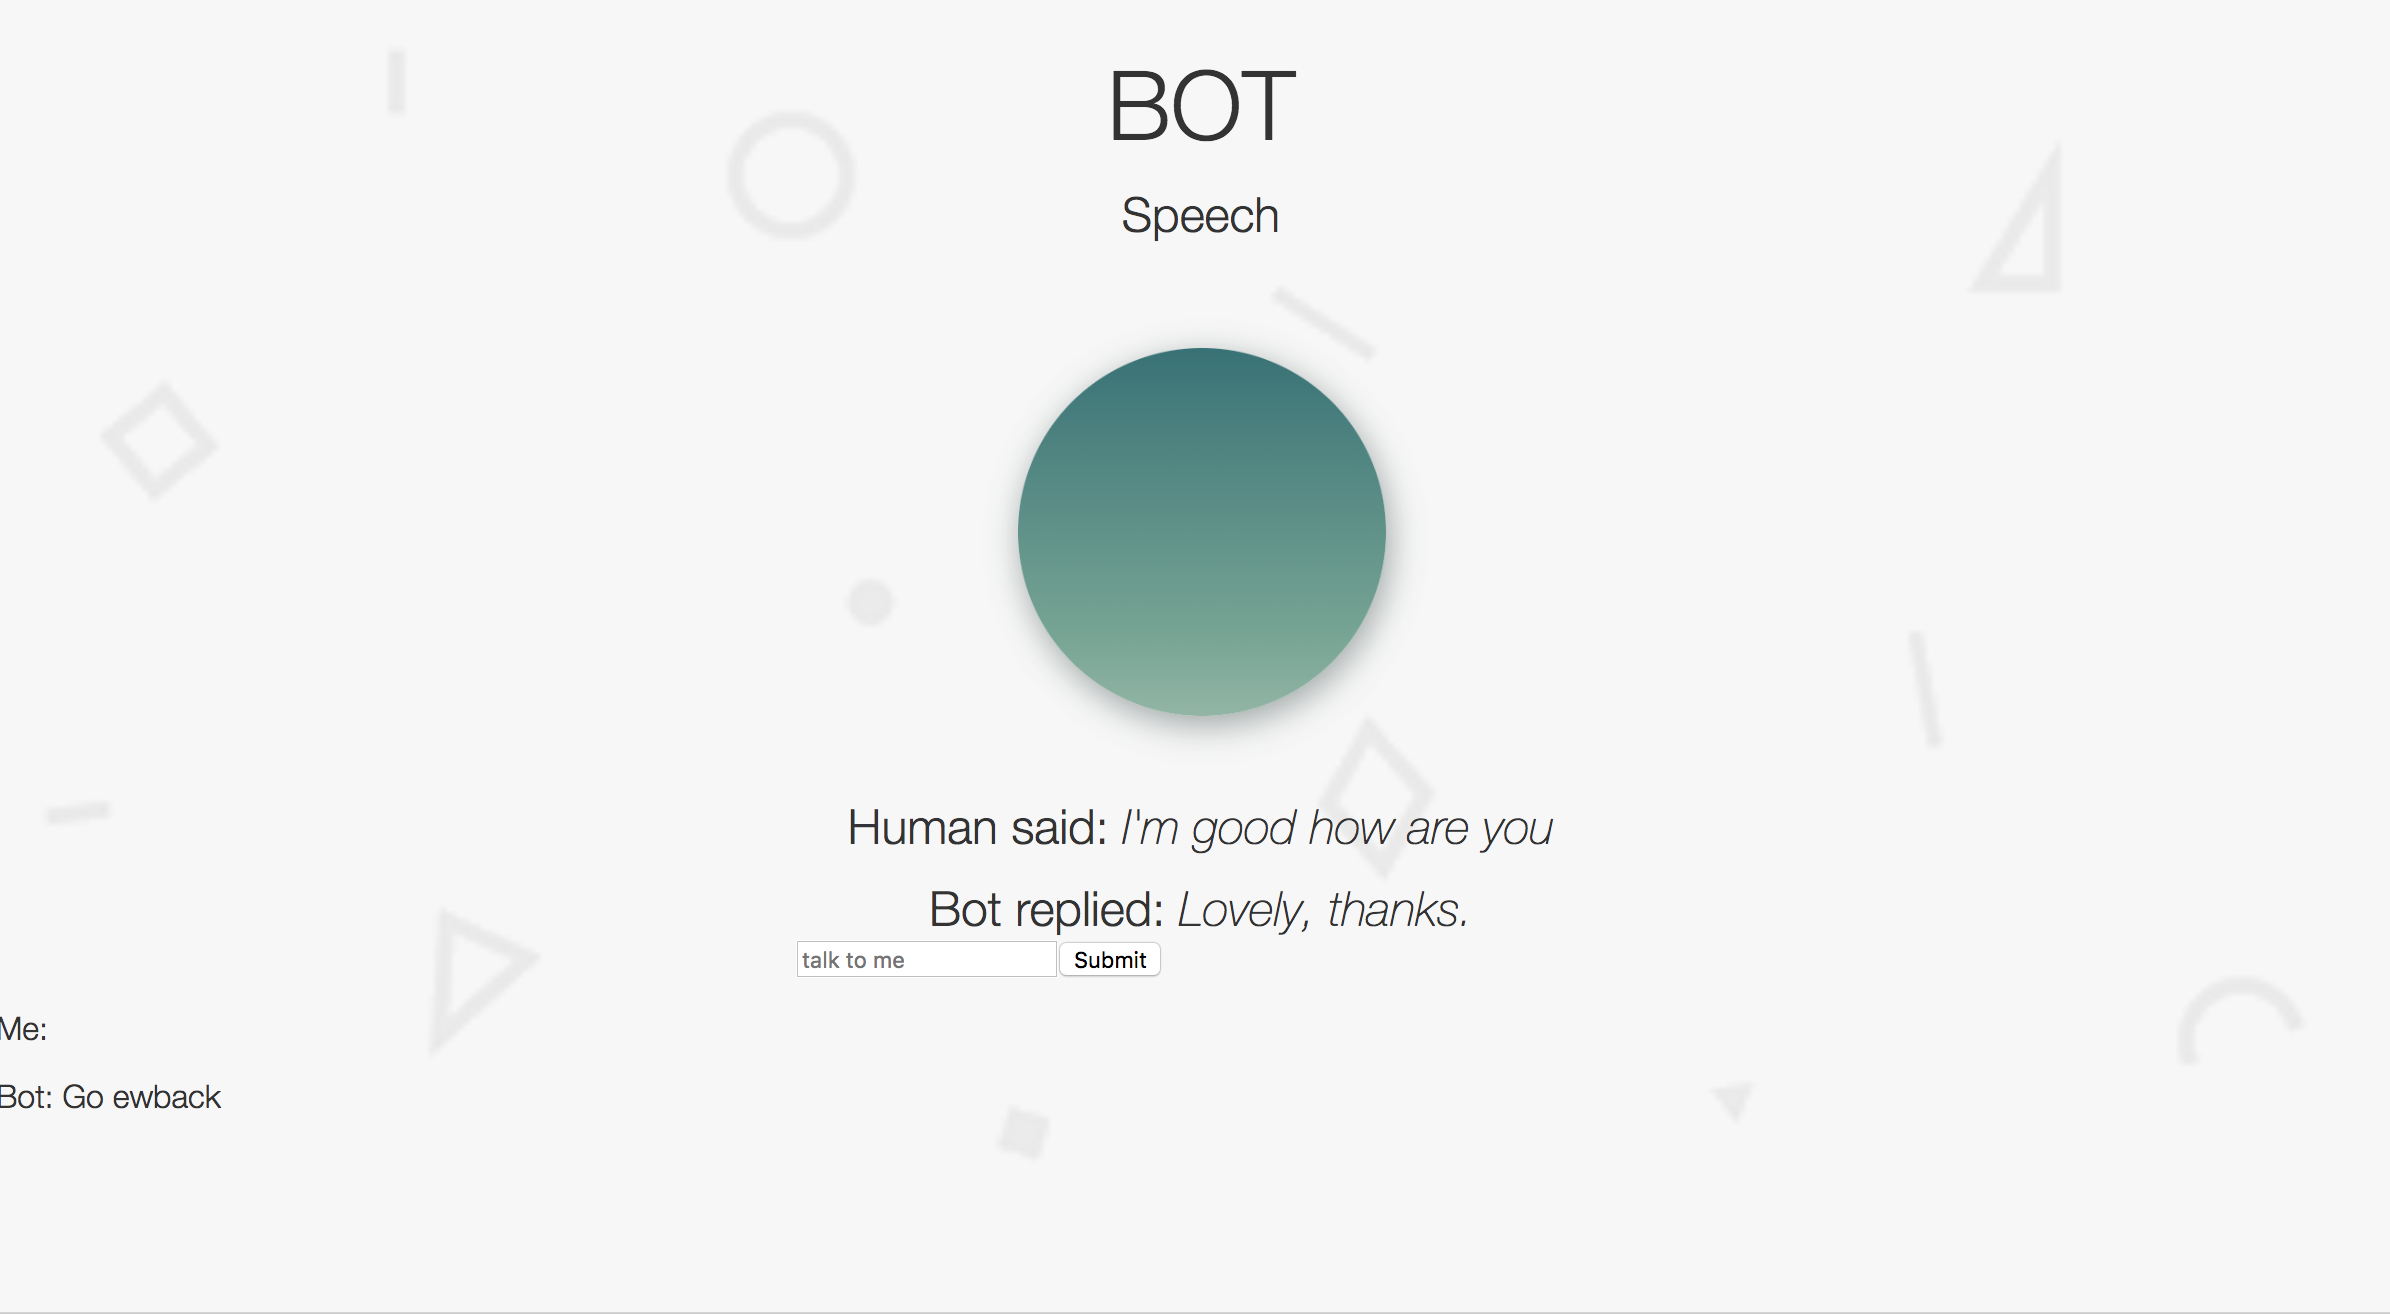 BOT
Speech
Human said: I'm good how are you
Bot replied: Lovely, thanks.
talk to me Submit
Me:
Bot: Go ewback